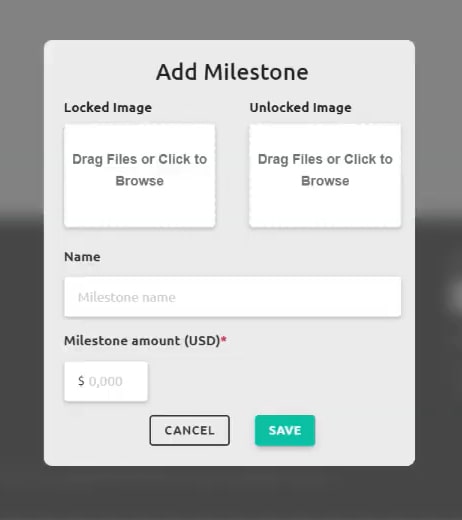 Add Milestone
Locked Image Unlocked Image
Drag Files or Click to Drag Files or Click to
Browse Browse
Name
Milestone name
Milestone amount (USD)*
$ 0,000
CANCEL SAVE